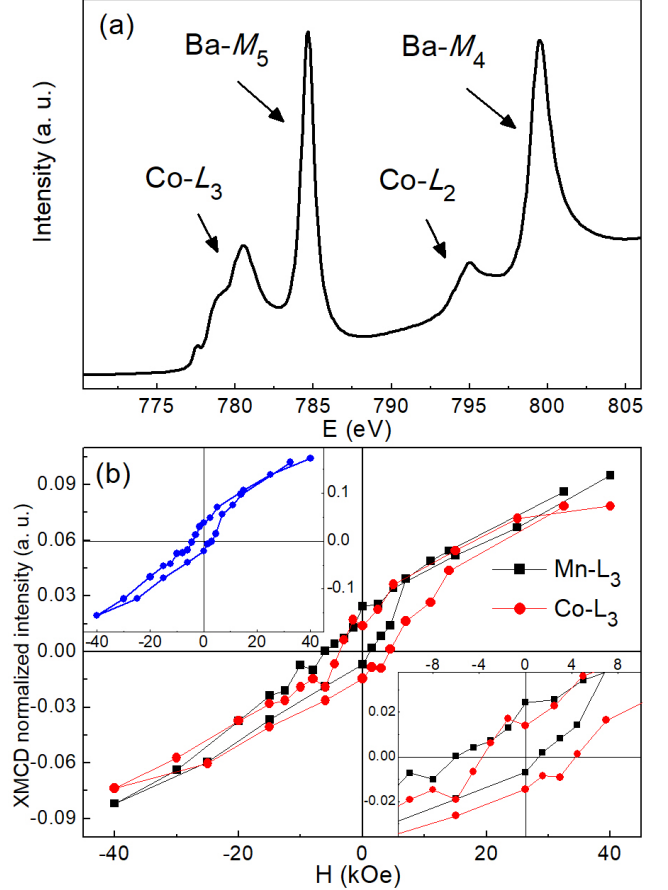 (a)
Ba-M5
Ba-M4
Co-L3
Co-L2
Intensity (a. u.)
775 780 785 790 795 800 805
E (eV)
(b)
0.09
0.06
0.03
0.00
-0.03
-0.06
-0.09
XMCD normalized intensity (a. u.)
0.1
0.0
-0.1
-40 -20 0 20 40
Mn-L3
Co-L3
-8 -4 0 4 8
0.02
0.00
-0.02
-40 -20 0 20 40
H (kOe)